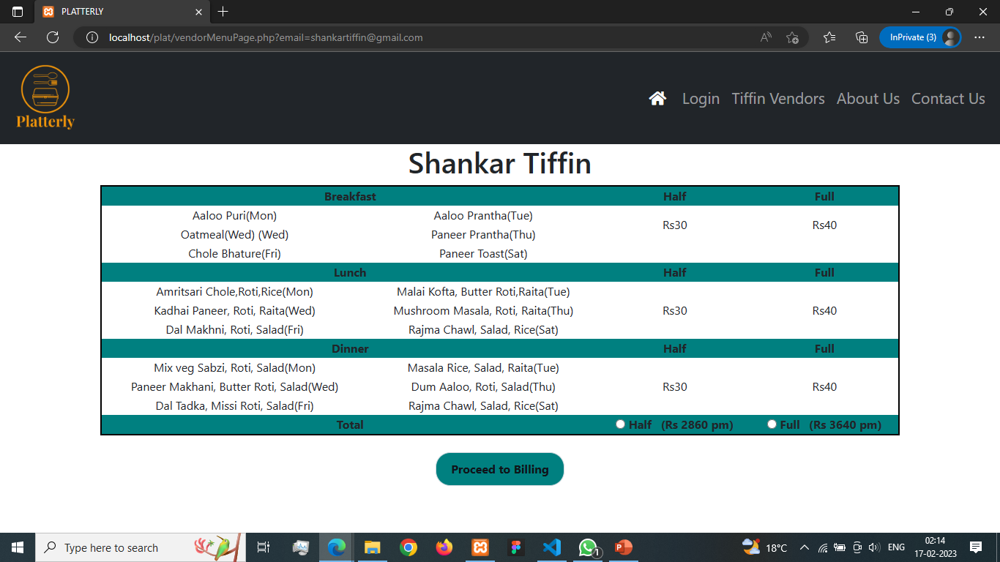 PLATTERLY
localhost/plat/vendorMenuPage.php?email=shankartiffin@gmail.com
InPrivate (3)
Platterly
Login Tiffin Vendors About Us Contact Us
Shankar Tiffin
Breakfast Half Full
Aaloo Puri(Mon) Aaloo Prantha(Tue)
Rs30 Rs40
Oatmeal(Wed) (Wed) Paneer Prantha(Thu)
Chole Bhature(Fri) Paneer Toast(Sat)
Lunch Half Full
Amritsari Chole,Roti,Rice(Mon) Malai Kofta, Butter Roti,Raita(Tue)
Kadhai Paneer, Roti, Raita(Wed) Mushroom Masala, Roti, Raita(Thu) Rs30 Rs40
Dal Makhni, Roti, Salad(Fri) Rajma Chawl, Salad, Rice(Sat)
Dinner Half Full
Mix veg Sabzi, Roti, Salad(Mon) Masala Rice, Salad, Raita(Tue)
Paneer Makhani, Butter Roti, Salad(Wed) Dum Aaloo, Roti, Salad(Thu) Rs30 Rs40
Dal Tadka, Missi Roti, Salad(Fri) Rajma Chawl, Salad, Rice(Sat)
Total Half (Rs 2860 pm) Full (Rs 3640 pm)
Proceed to Billing
Type here to search
1
18°C
ENG
02:14
17-02-2023